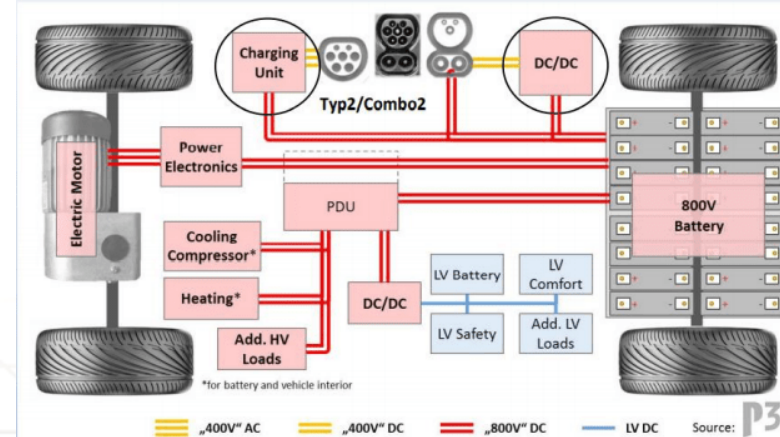 Charging
Unit
Typ2/Combo2
DC/DC
Electric Motor
Power
Electronics
PDU
800V
Battery
Cooling
Compressor*
Heating*
Add. HV
Loads
DC/DC
LV Battery
LV
Comfort
LV Safety
Add. LV
Loads
*for battery and vehicle interior
„400V“ AC
„400V“ DC
„800V“ DC
LV DC
Source: P3